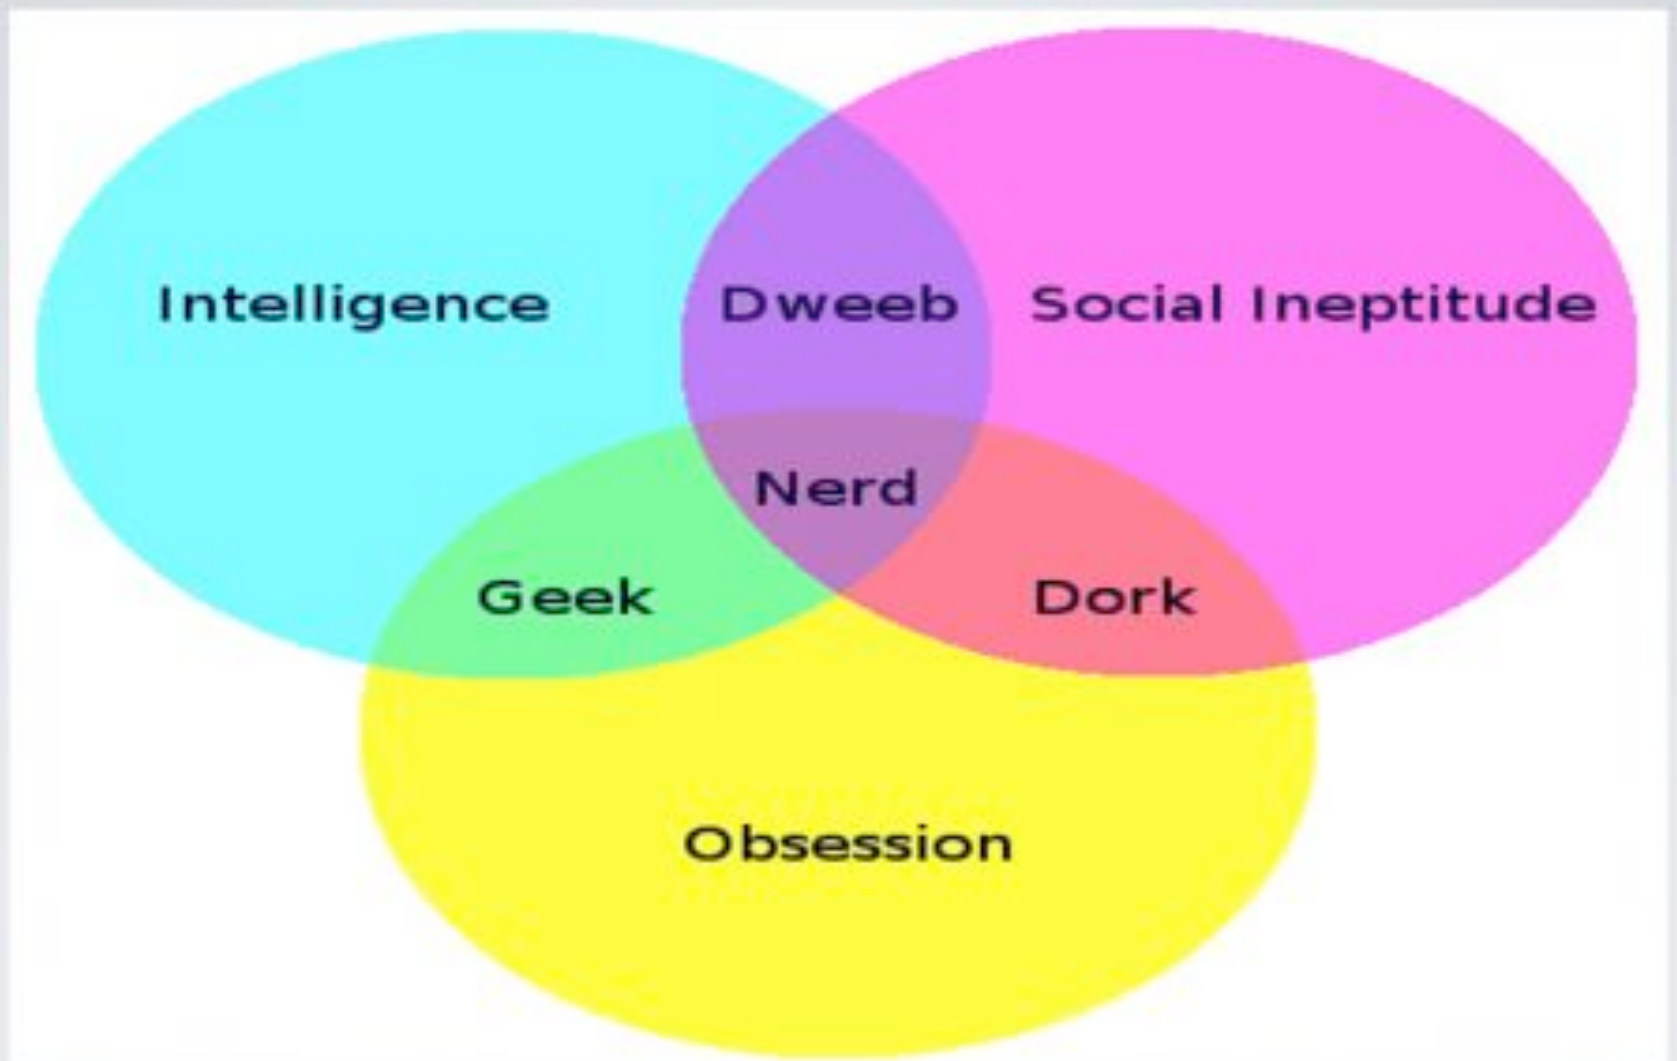 Intelligence
Dweeb
Social Ineptitude
Nerd
Geek
Dork
Obsession